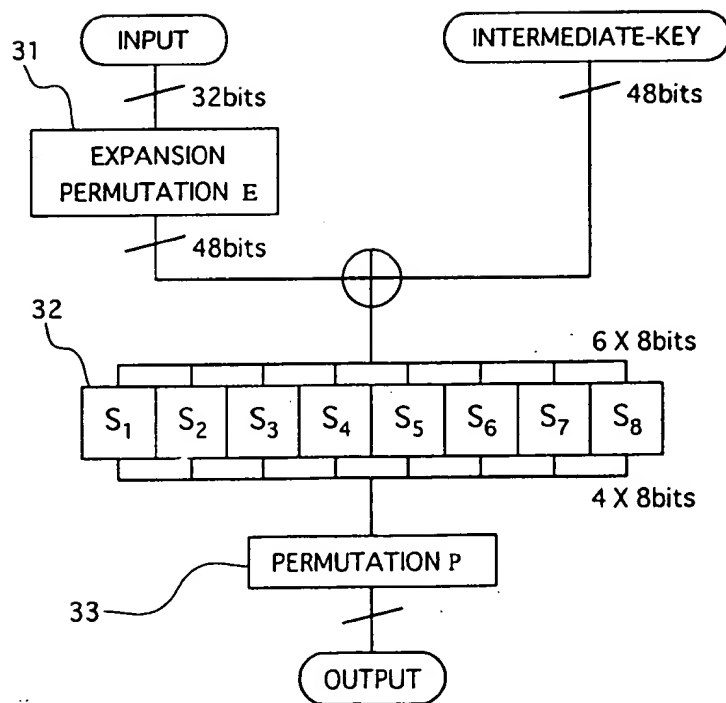 INPUT
INTERMEDIATE-KEY
31
32bits
48bits
EXPANSION
PERMUTATION E
48bits
32
6 X 8bits
S1 S2 S3 S4 S5 S6 S7 S8
4 X 8bits
PERMUTATION P
33
OUTPUT